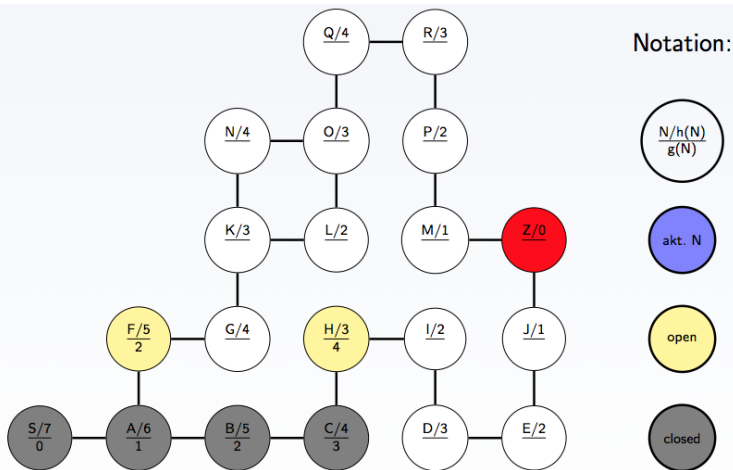 Q/4
R/3
Notation:
N/4
O/3
P/2
N/h(N)
g(N)
K/3
L/2
M/1
Z/0
akt. N
F/5
2
G/4
H/3
4
I/2
J/1
open
S/7
0
A/6
1
B/5
2
C/4
3
D/3
E/2
closed